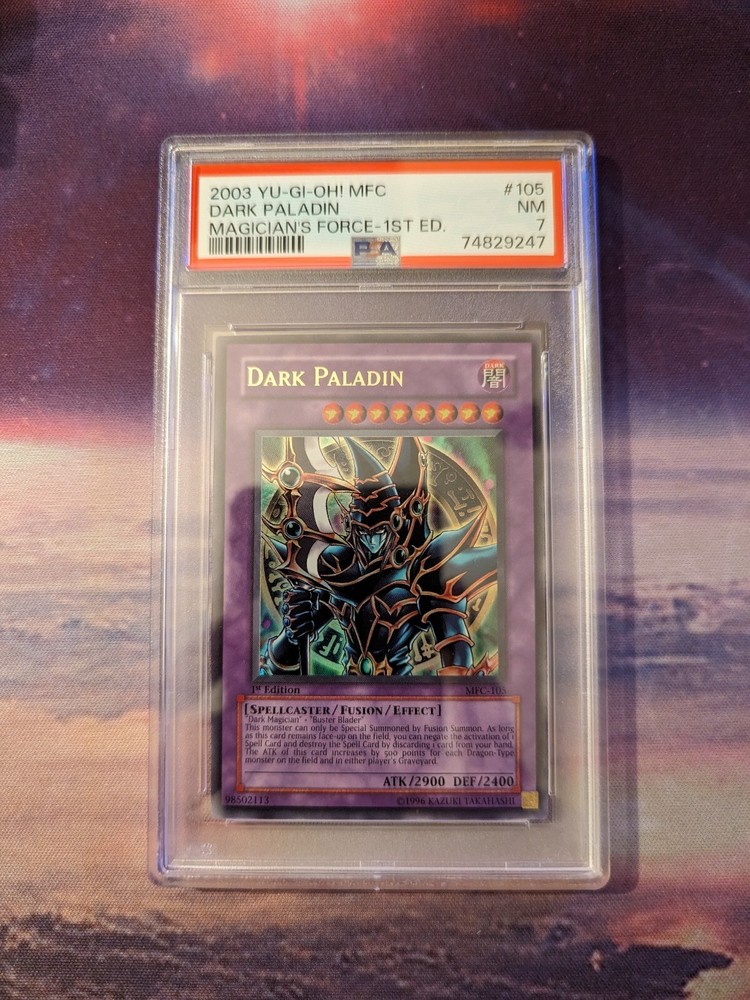 2003 YU-GI-OH! MFC #105
DARK PALADIN NM
MAGICIAN'S FORCE-1ST ED. 7
PSA 74829247
DARK PALADIN
DARK
闇
1st Edition MFC-105
[SPELLCASTER/FUSION/EFFECT]
"Dark Magician" + "Buster Blader"
This monster can only be Special Summoned by Fusion Summon. As long
as this card remains face-up on the field, you can negate the activation of 1
Spell Card and destroy the Spell Card by discarding 1 card from your hand.
The ATK of this card increases by 500 points for each Dragon-Type
monster on the field and in either player's Graveyard.
ATK/2900 DEF/2400
98502113 ©1996 KAZUKI TAKAHASHI